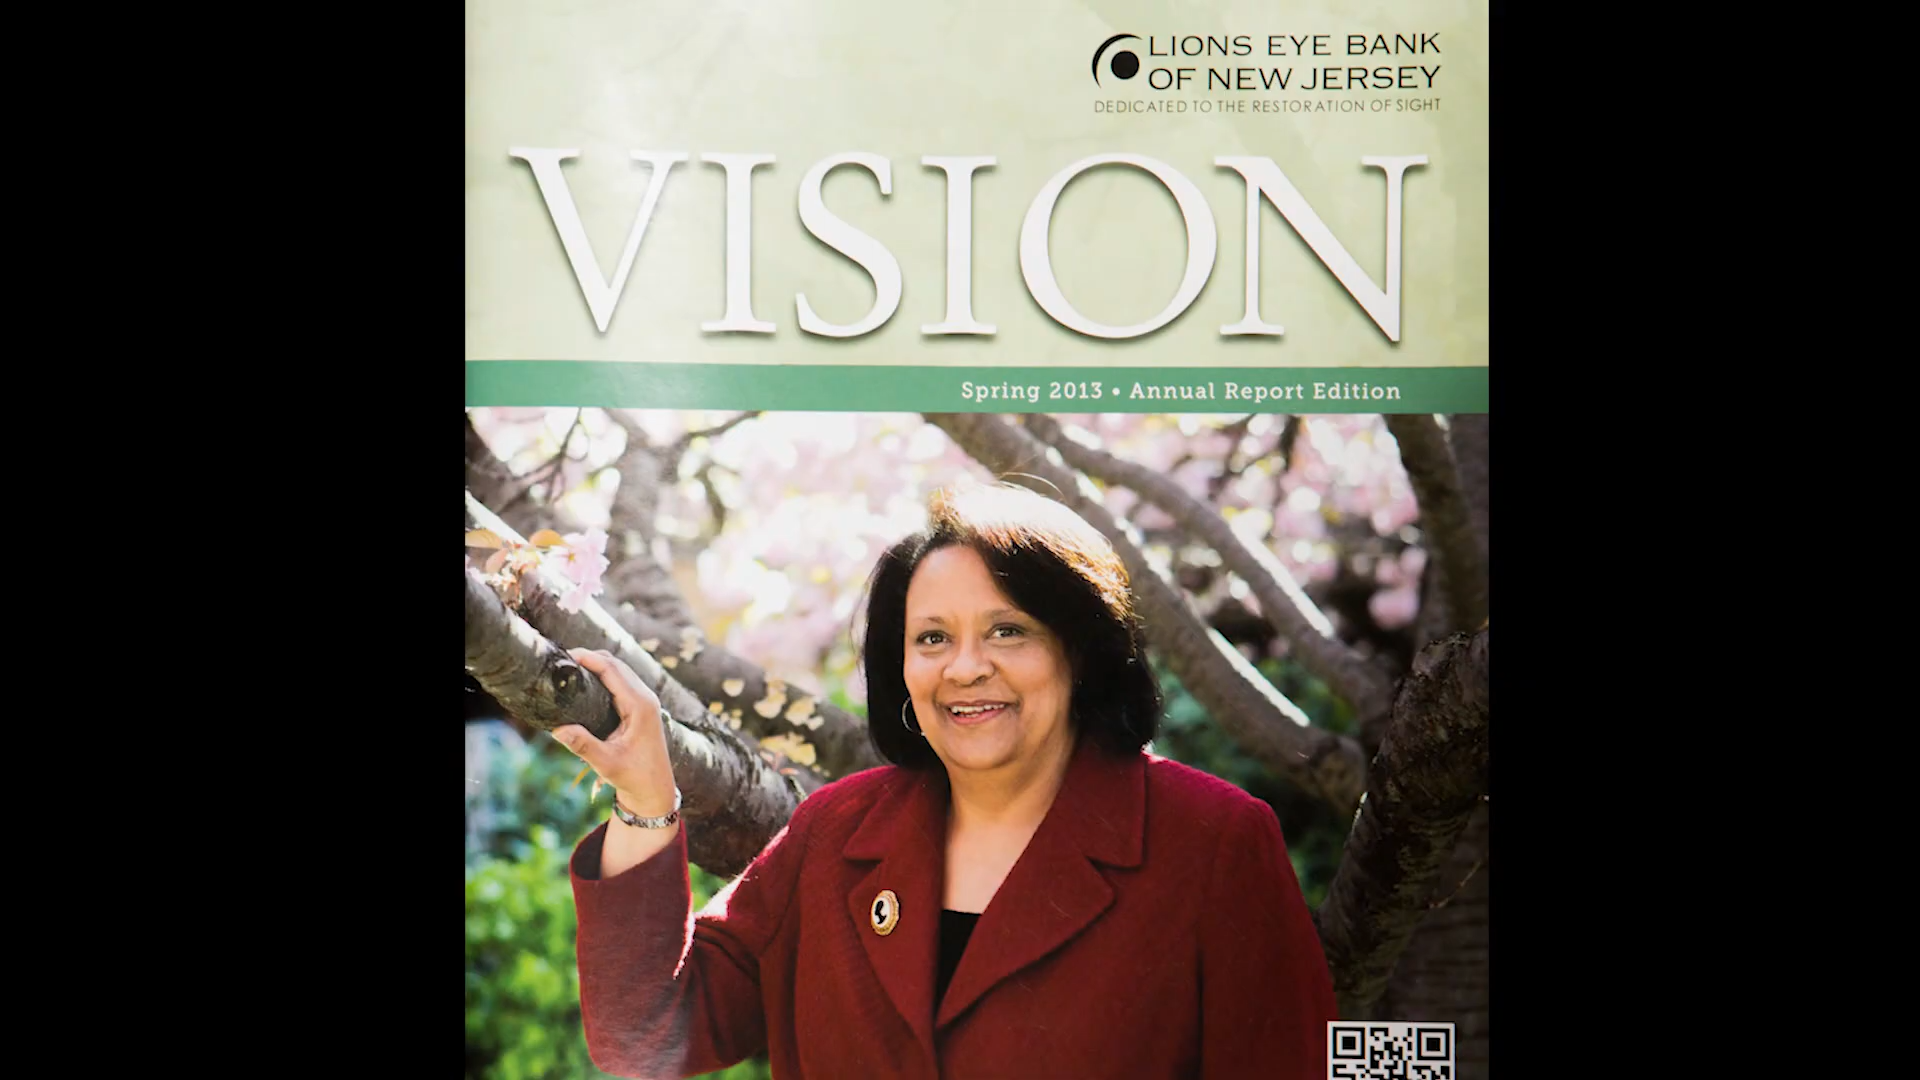 LIONS EYE BANK
OF NEW JERSEY
DEDICATED TO THE RESTORATION OF SIGHT
VISION
Spring 2013 • Annual Report Edition